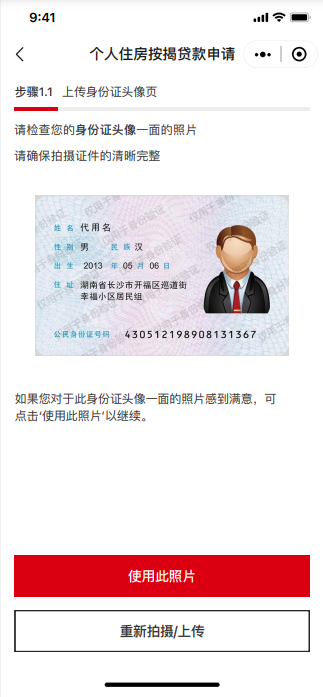 9:41
个人住房按揭贷款申请
步骤1.1 上传身份证头像页
请检查您的身份证头像一面的照片
请确保拍摄证件的清晰完整
姓名 代用名
性别 男 民族 汉
出生 2013 年 05 月 06 日
住址 湖南省长沙市开福区巡道街
幸福小区居民组
公民身份证号码 430512198908131367
如果您对于此身份证头像一面的照片感到满意，可
点击‘使用此照片’以继续。
使用此照片
重新拍摄/上传